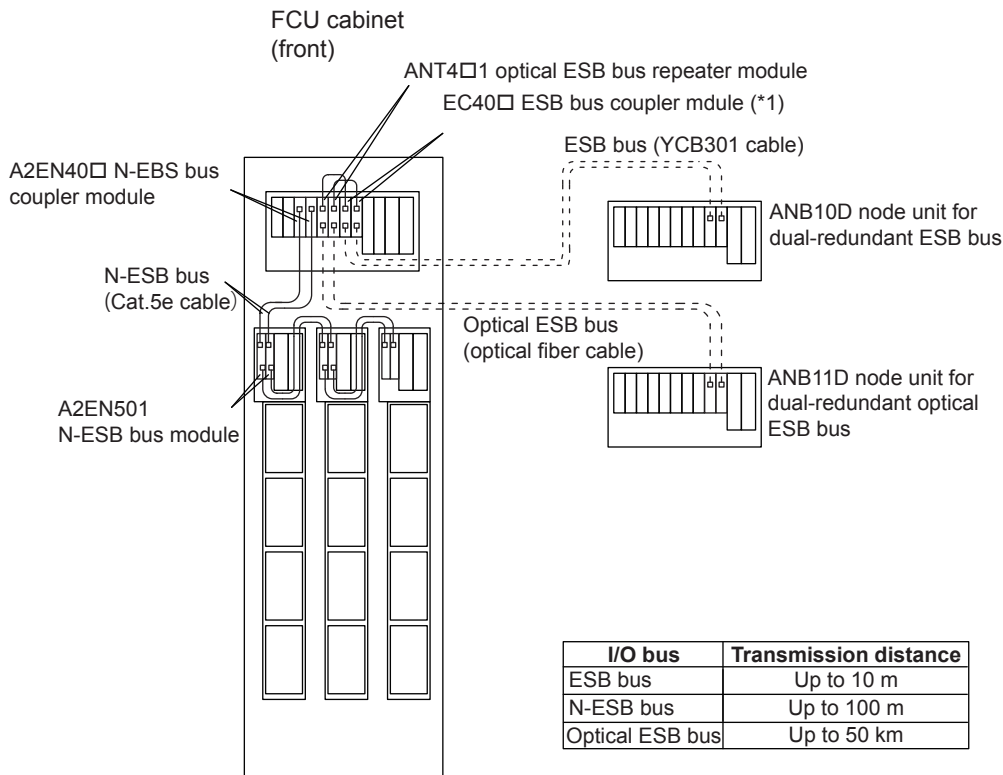 FCU cabinet
(front)
ANT4□1 optical ESB bus repeater module
EC40□ ESB bus coupler mdule (*1)
ESB bus (YCB301 cable)
A2EN40□ N-EBS bus
coupler module
ANB10D node unit for
dual-redundant ESB bus
N-ESB bus
(Cat.5e cable)
Optical ESB bus
(optical fiber cable)
ANB11D node unit for
dual-redundant optical
ESB bus
A2EN501
N-ESB bus module
I/O bus Transmission distance
ESB bus Up to 10 m
N-ESB bus Up to 100 m
Optical ESB bus Up to 50 km